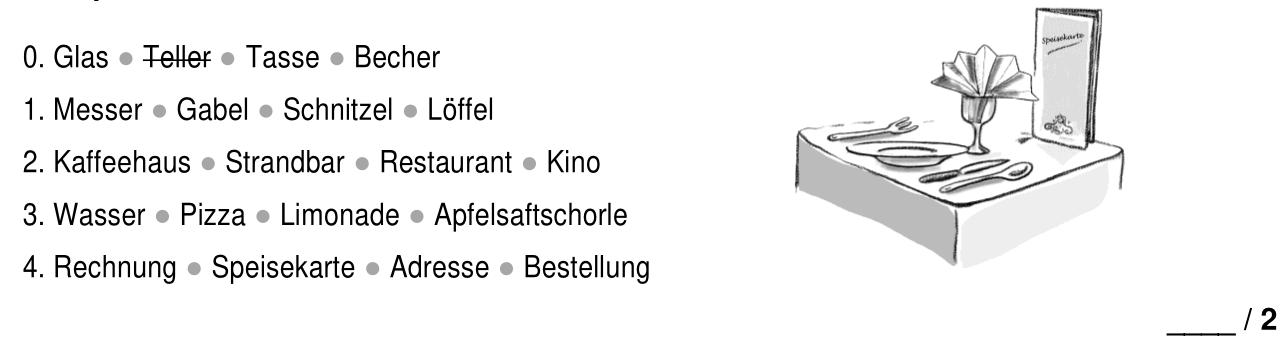 0. Glas ● Teller ● Tasse ● Becher
1. Messer ● Gabel ● Schnitzel ● Löffel
2. Kaffeehaus ● Strandbar ● Restaurant ● Kino
3. Wasser ● Pizza ● Limonade ● Apfelsaftschorle
4. Rechnung ● Speisekarte ● Adresse ● Bestellung
Speisekarte
____ / 2